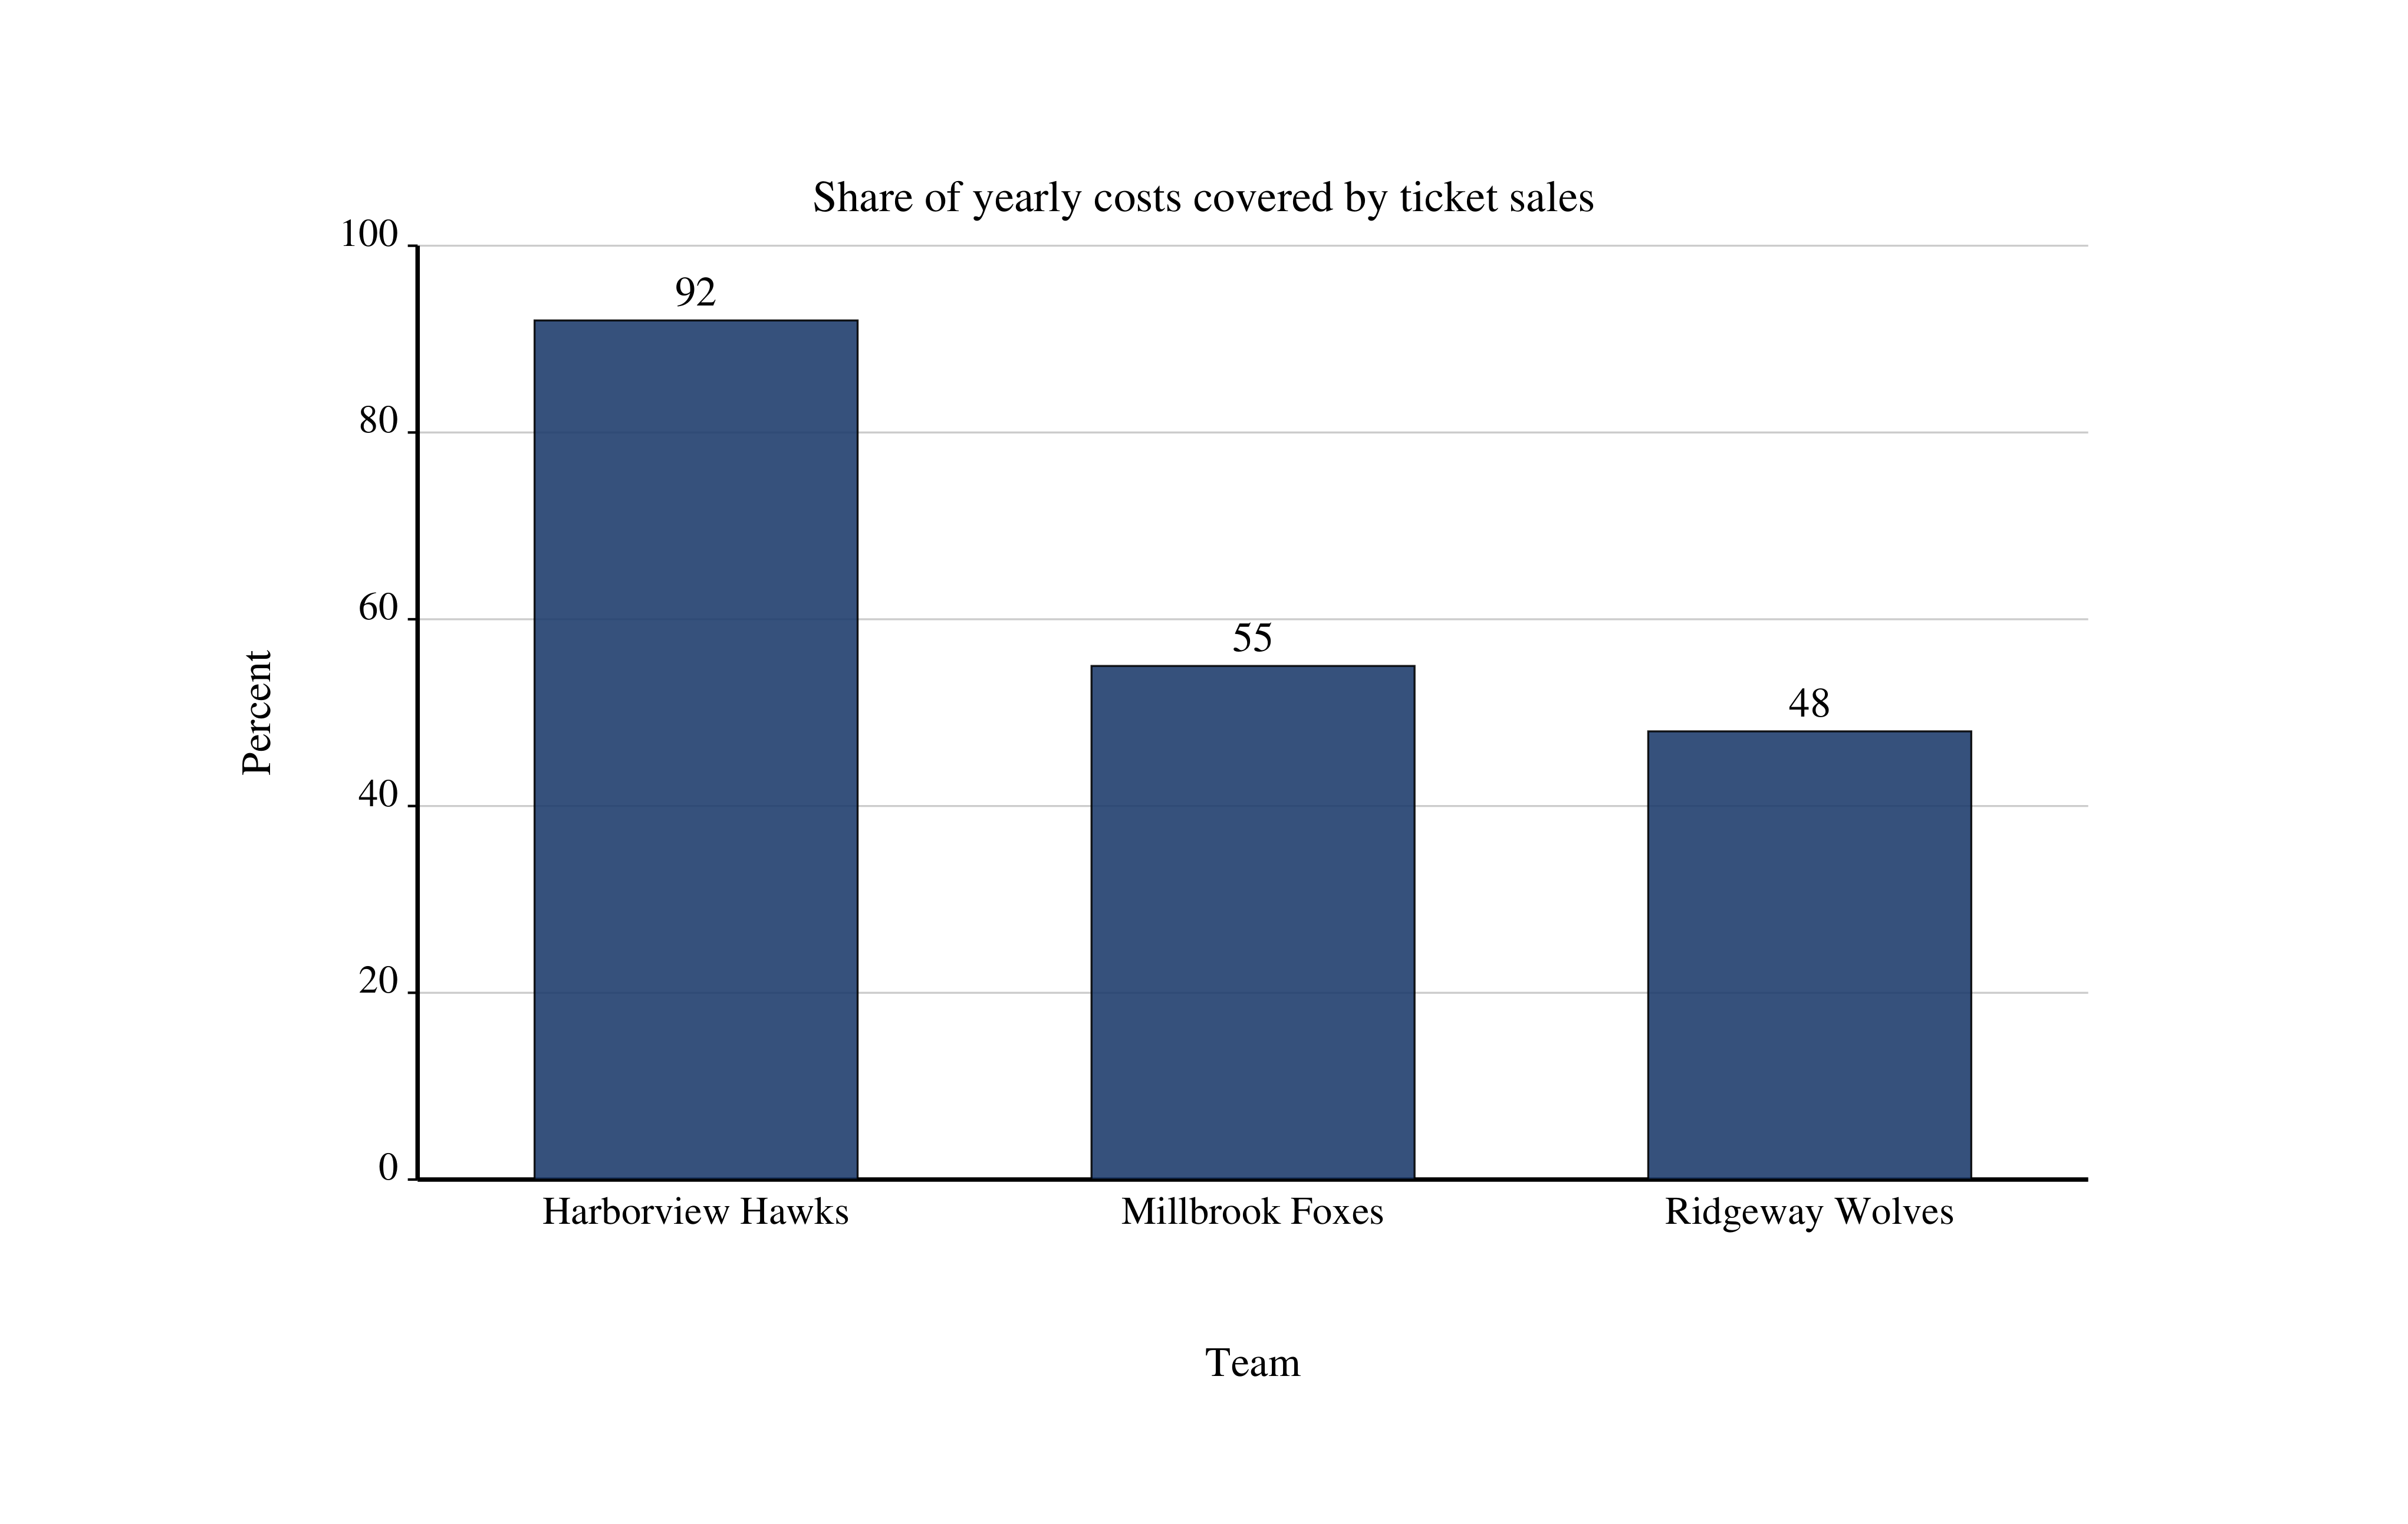 Share of yearly costs covered by ticket sales
100
92
80
60
55
48
Percent
40
20
0
Harborview Hawks Millbrook Foxes Ridgeway Wolves
Team